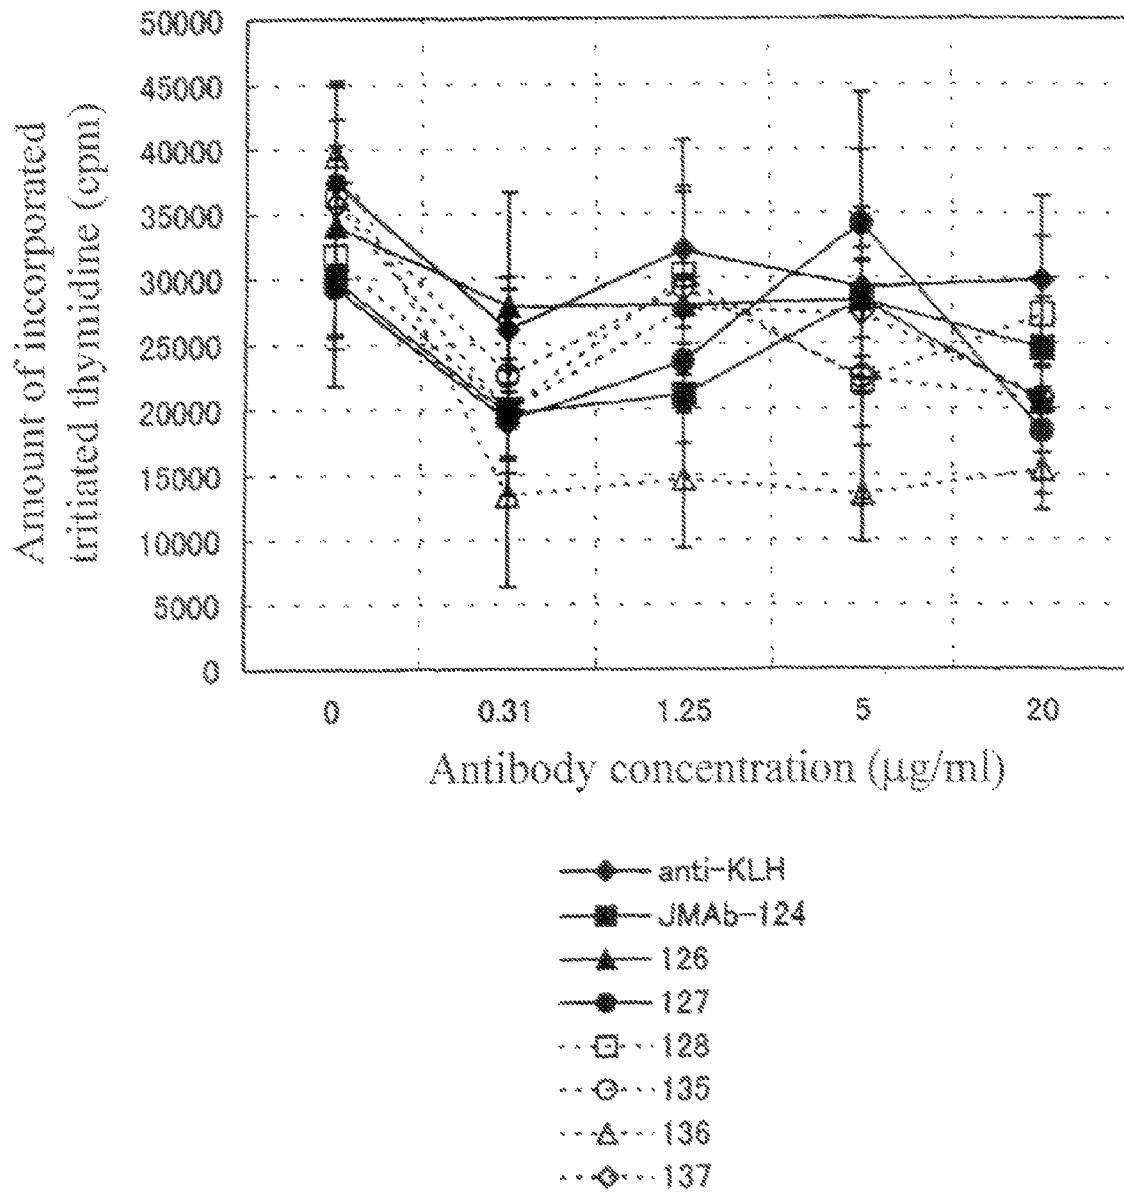 50000
45000
40000
35000
30000
25000
20000
15000
10000
5000
0
Amount of incorporated
tritiated thymidine (cpm)
0 0.31 1.25 5 20
Antibody concentration (μg/ml)
anti-KLH
JMAb-124
126
127
128
135
136
137